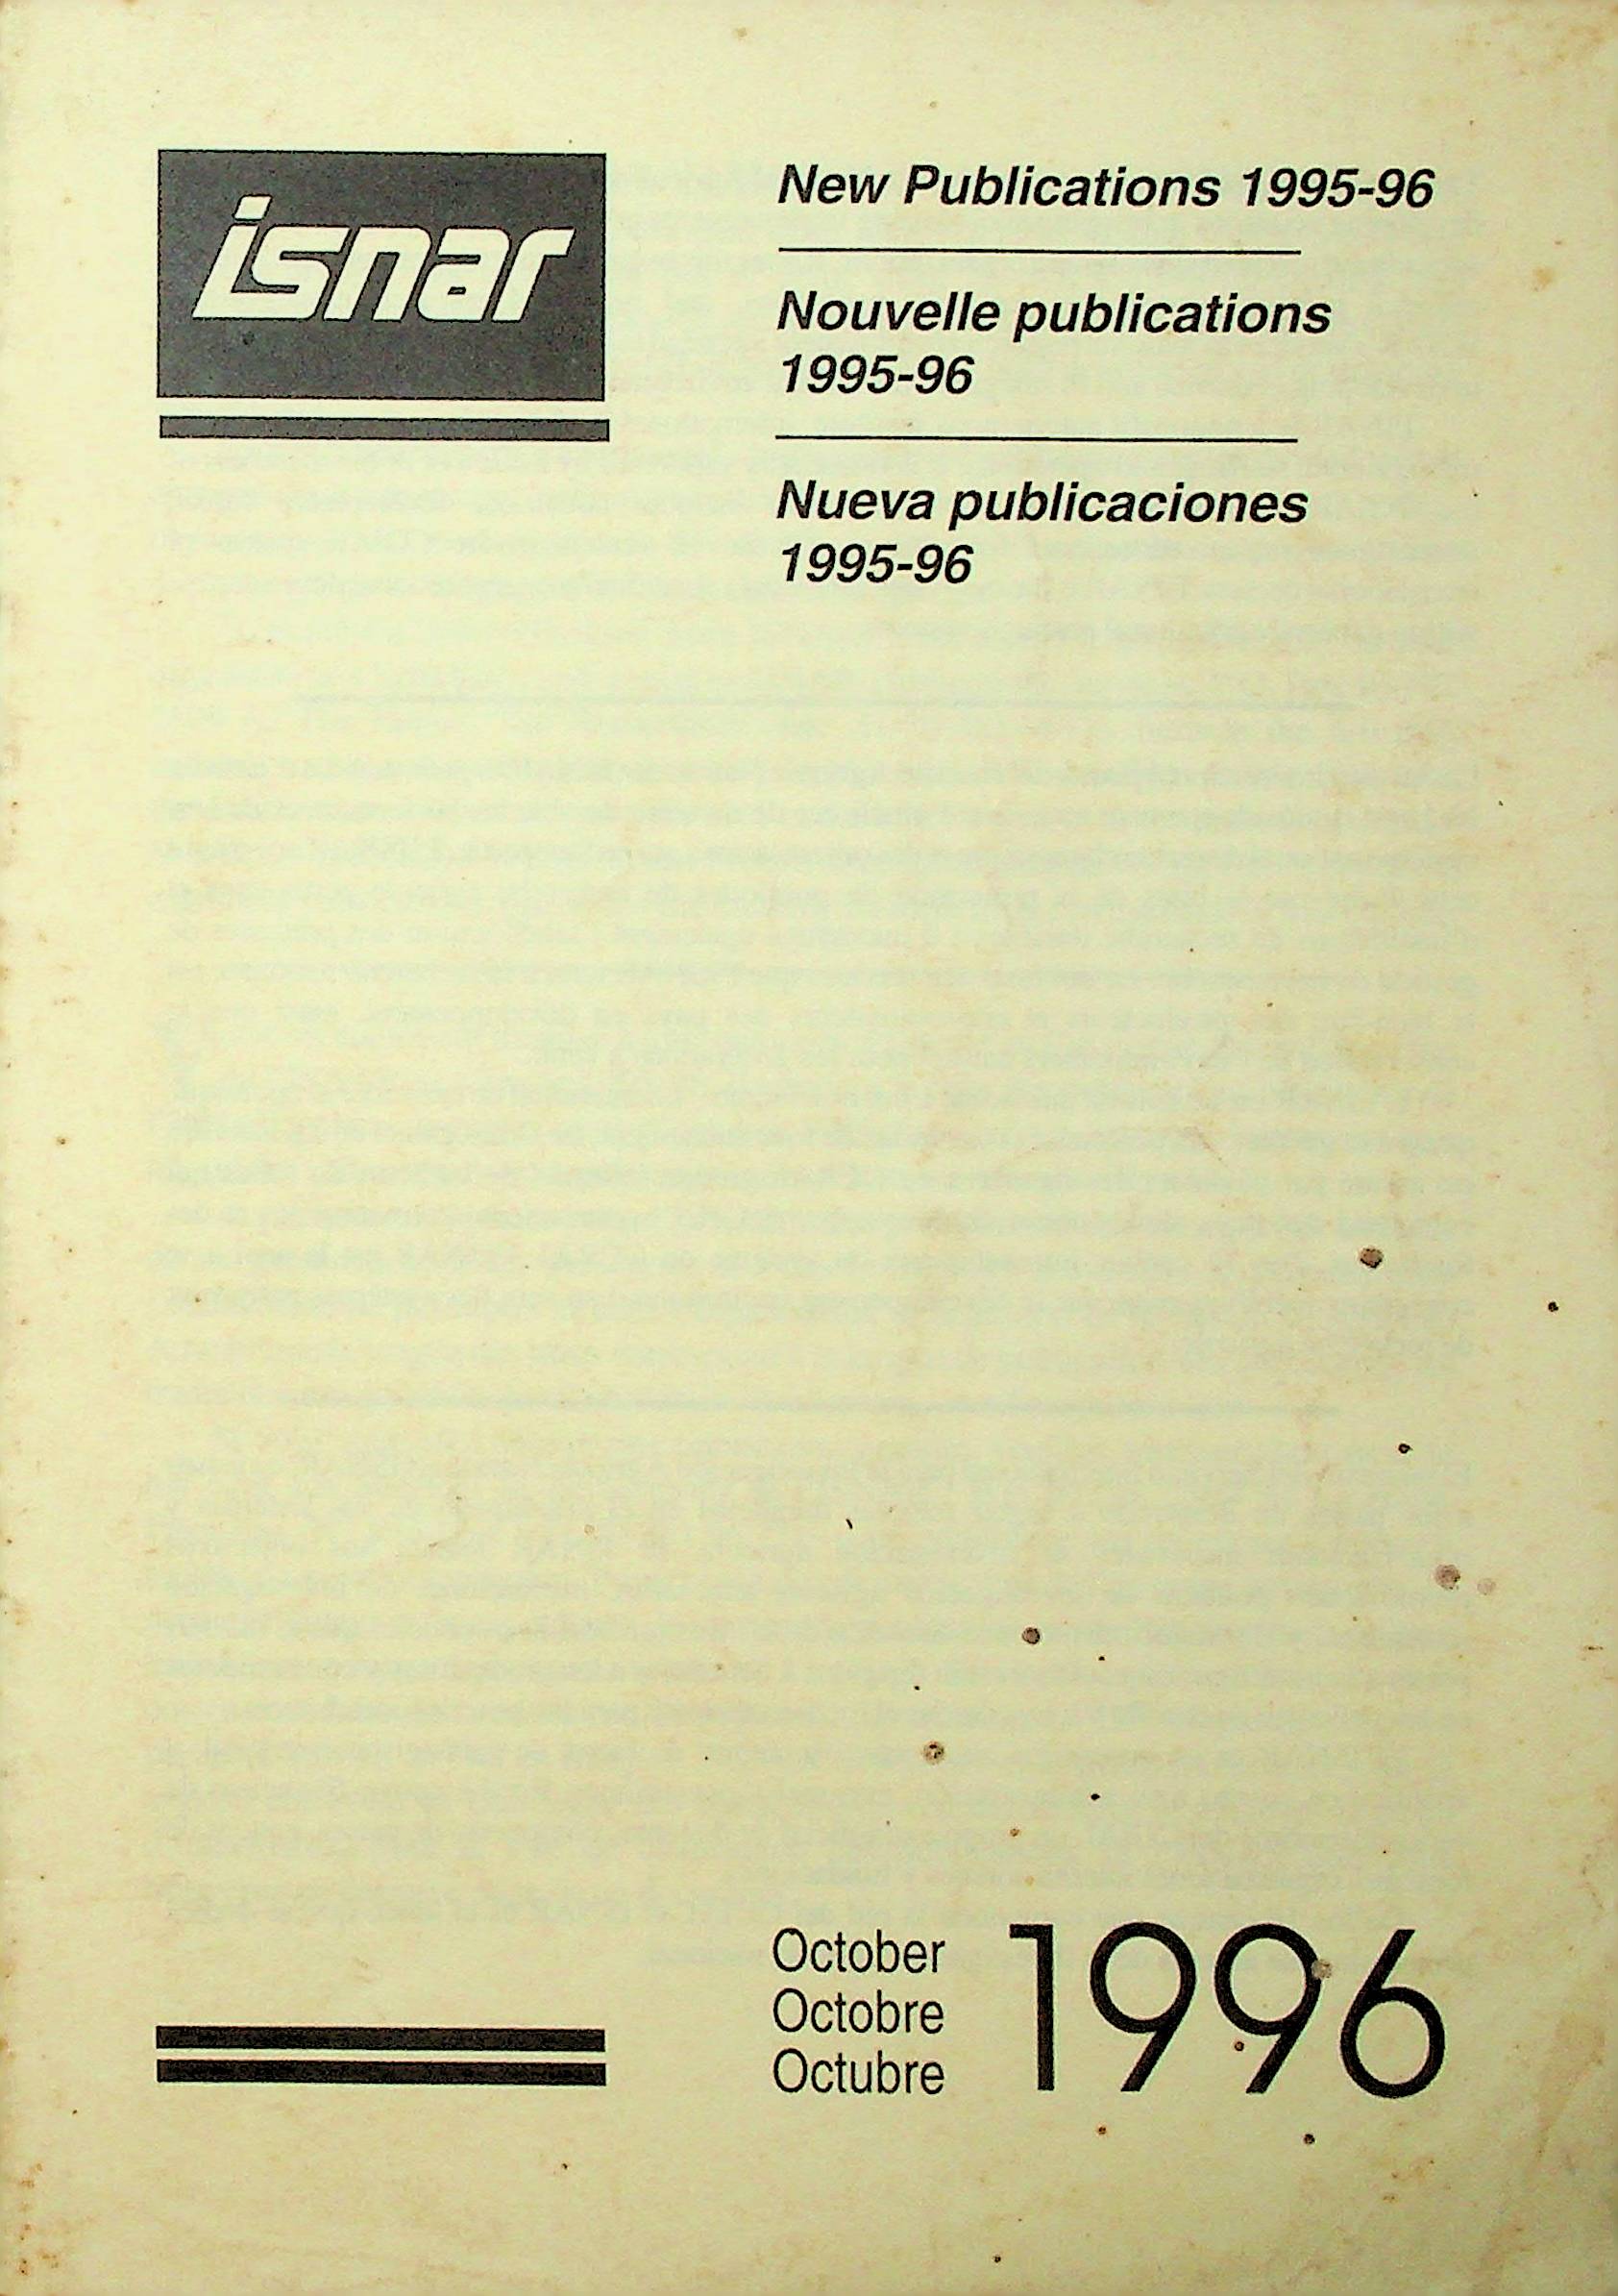 isnar
New Publications 1995-96
Nouvelle publications
1995-96
Nueva publicaciones
1995-96
October
Octobre
Octubre
1996